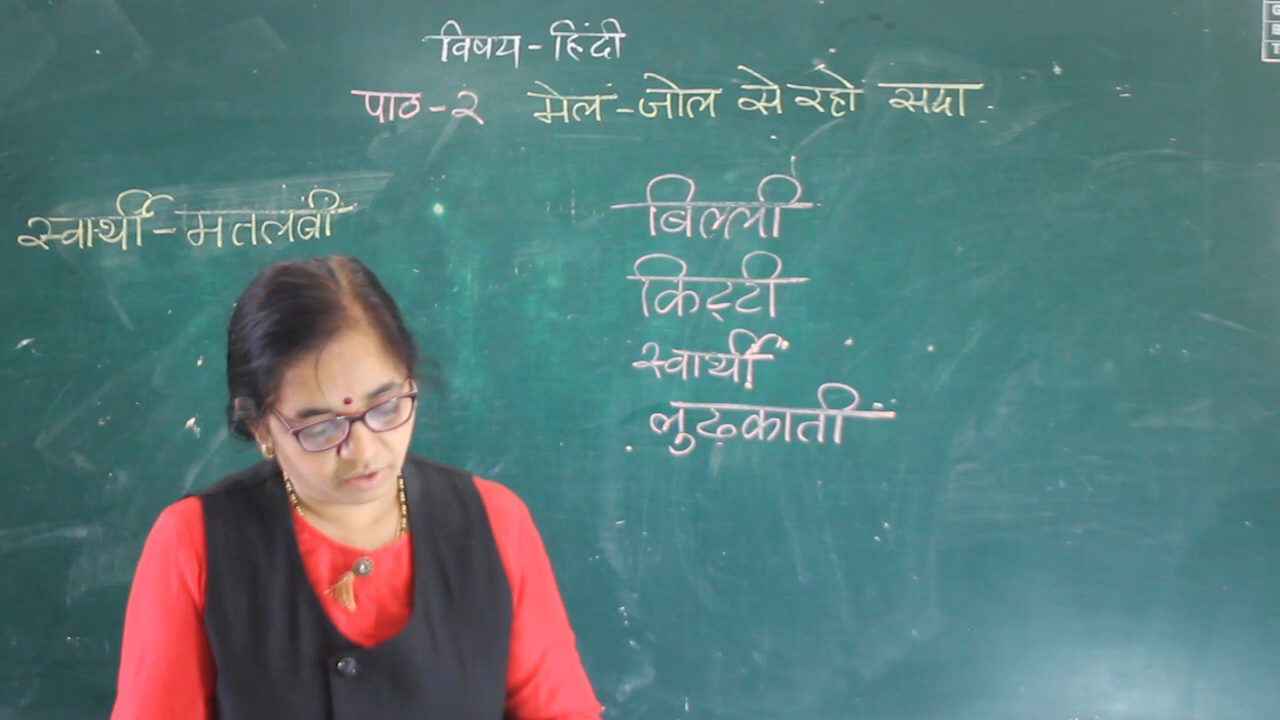 विषय - हिंदी
पाठ - २ मेल - जोल से रहो सदा .
स्वार्थी - मतलबी
बिल्ली
किट्टी
स्वार्थी
लुढ़काती